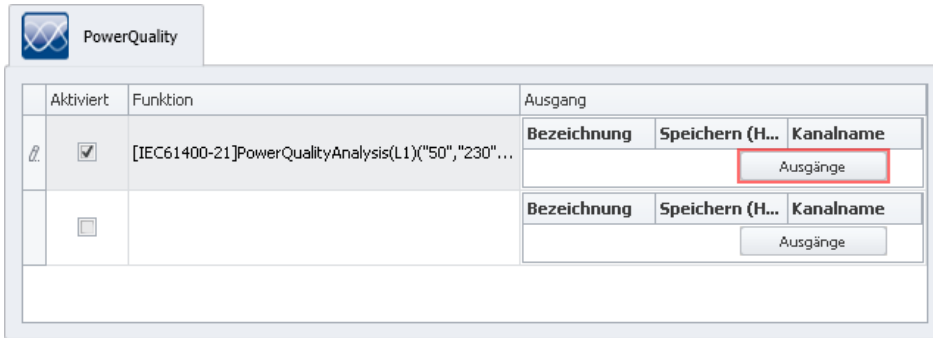 PowerQuality
Aktiviert Funktion Ausgang
Bezeichnung Speichern (H... Kanalname
[IEC61400-21]PowerQualityAnalysis(L1)("50","230"...
Ausgänge
Bezeichnung Speichern (H... Kanalname
Ausgänge